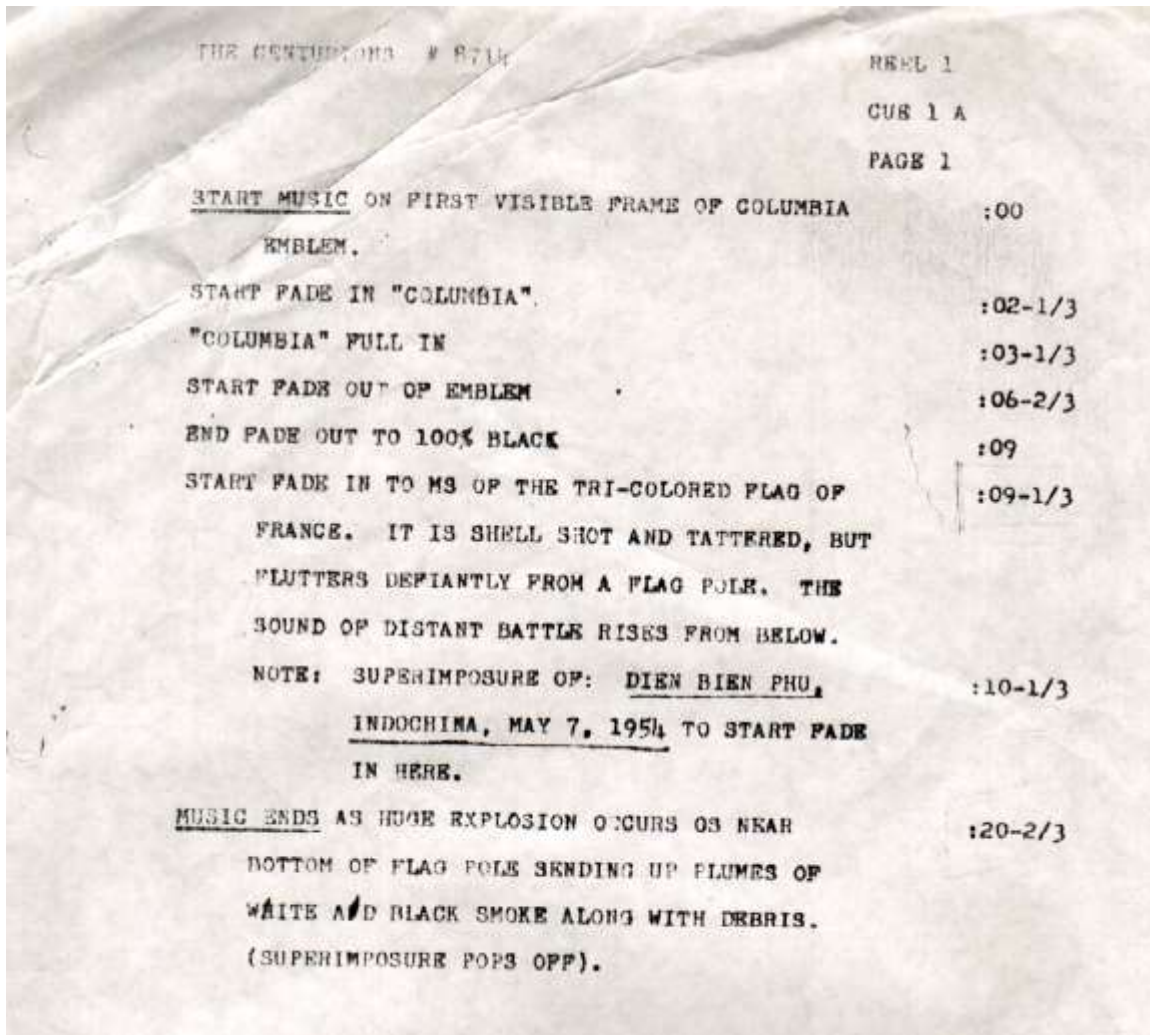 THE CENTURIONS # 8714
REEL 1
CUE 1 A
PAGE 1
START MUSIC ON FIRST VISIBLE FRAME OF COLUMBIA :00
EMBLEM.
START FADE IN "COLUMBIA". :02-1/3
"COLUMBIA" FULL IN :03-1/3
START FADE OUT OF EMBLEM :06-2/3
END FADE OUT TO 100% BLACK :09
START FADE IN TO MS OF THE TRI-COLORED FLAG OF :09-1/3
FRANCE. IT IS SHELL SHOT AND TATTERED, BUT
FLUTTERS DEFIANTLY FROM A FLAG POLE. THE
SOUND OF DISTANT BATTLE RISES FROM BELOW.
NOTE: SUPERIMPOSURE OF: DIEN BIEN PHU, :10-1/3
INDOCHINA, MAY 7, 1954 TO START FADE
IN HERE.
MUSIC ENDS AS HUGE EXPLOSION OCCURS OS NEAR :20-2/3
BOTTOM OF FLAG POLE SENDING UP PLUMES OF
WHITE AND BLACK SMOKE ALONG WITH DEBRIS.
(SUPERIMPOSURE POPS OFF).